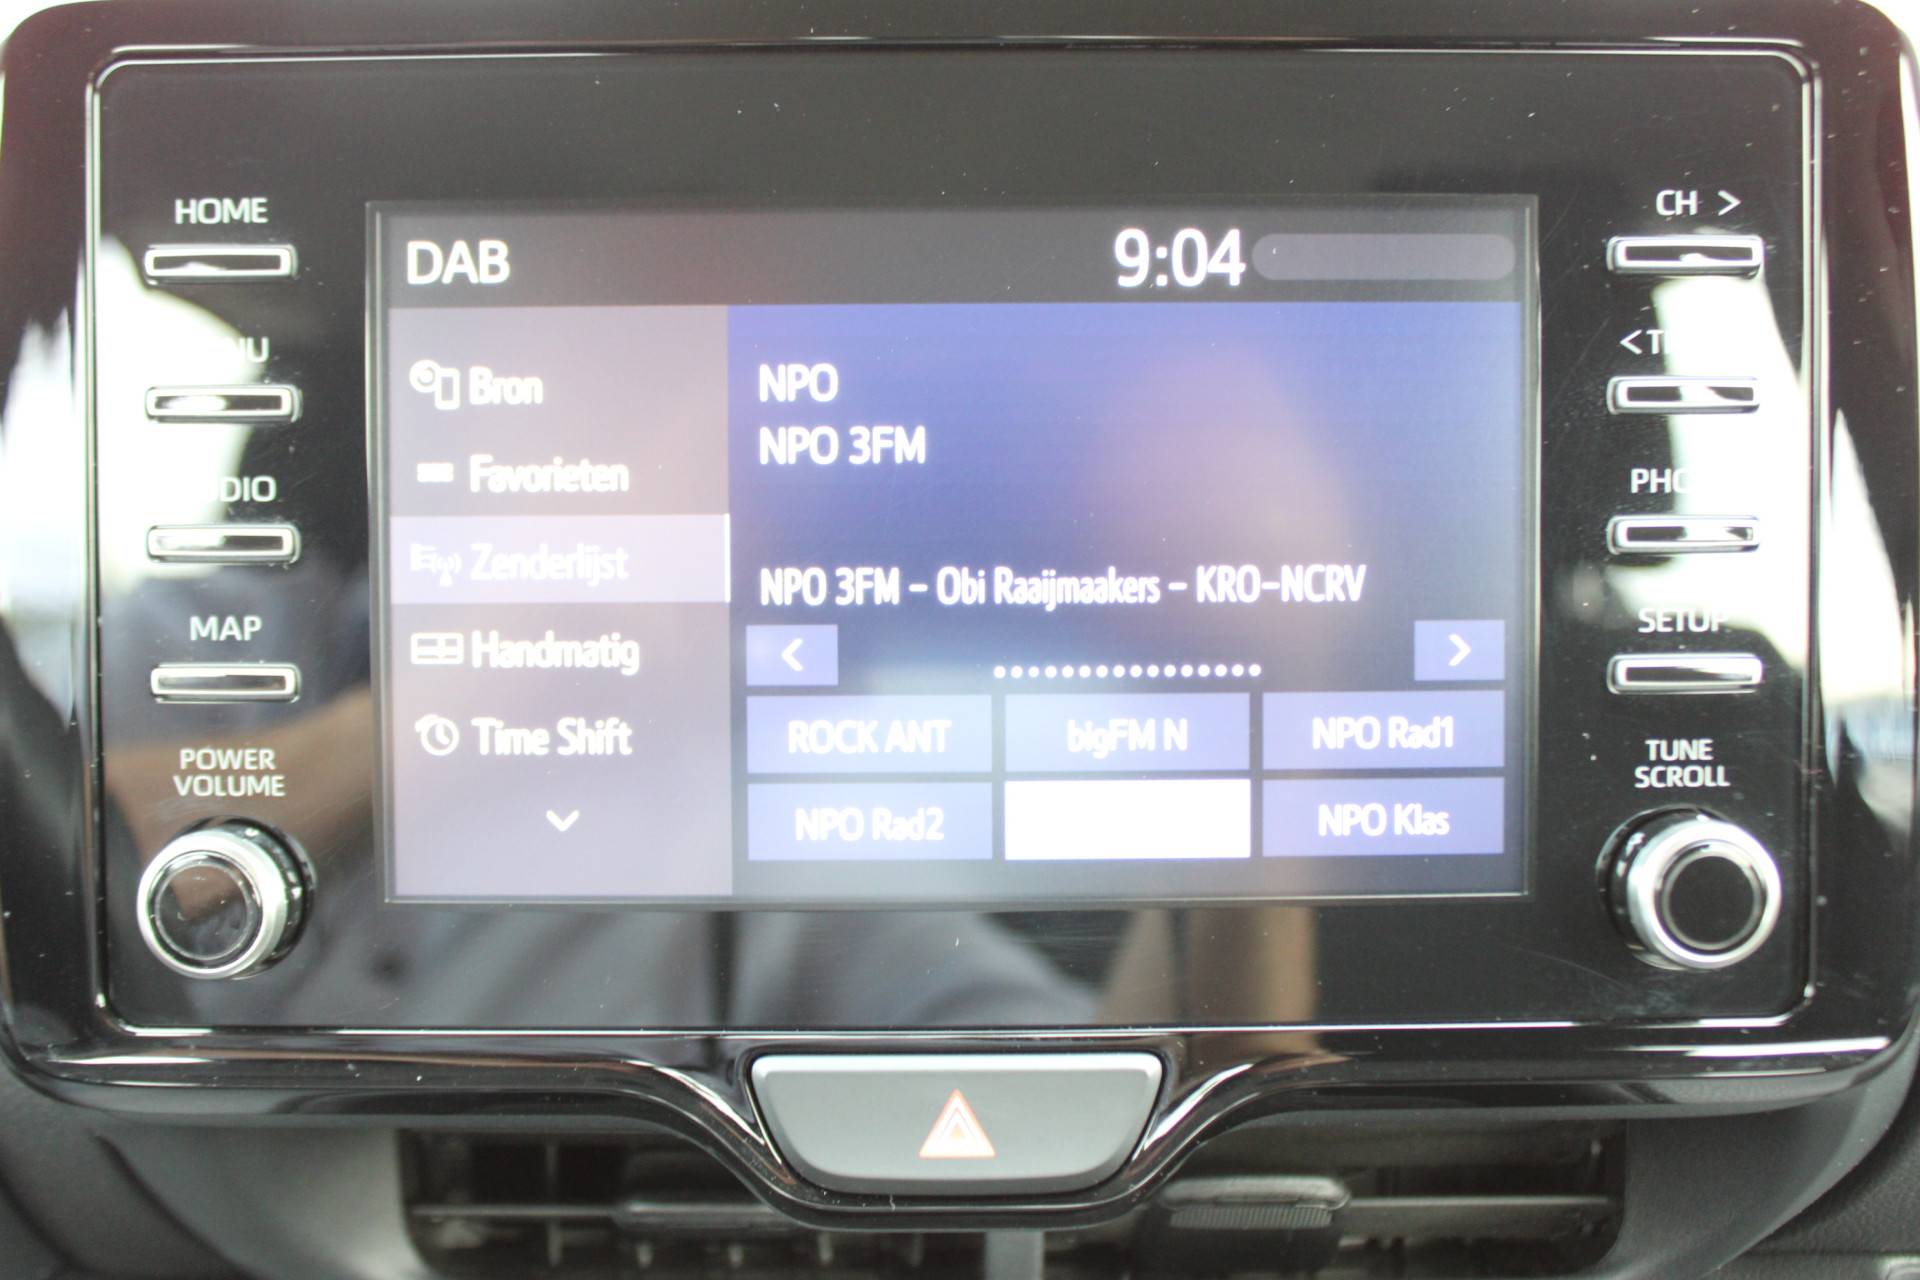 HOME
DAB
9:04
CH >
Bron
NPO
Favorieten
NPO 3FM
MAP
Zenderlijst
NPO 3FM - Obi Raaijmaakers - KRO-NCRV
SETUP
Handmatig
POWER
VOLUME
Time Shift
ROCK ANT
bigFM N
NPO Rad1
TUNE
SCROLL
NPO Rad2
NPO Klas